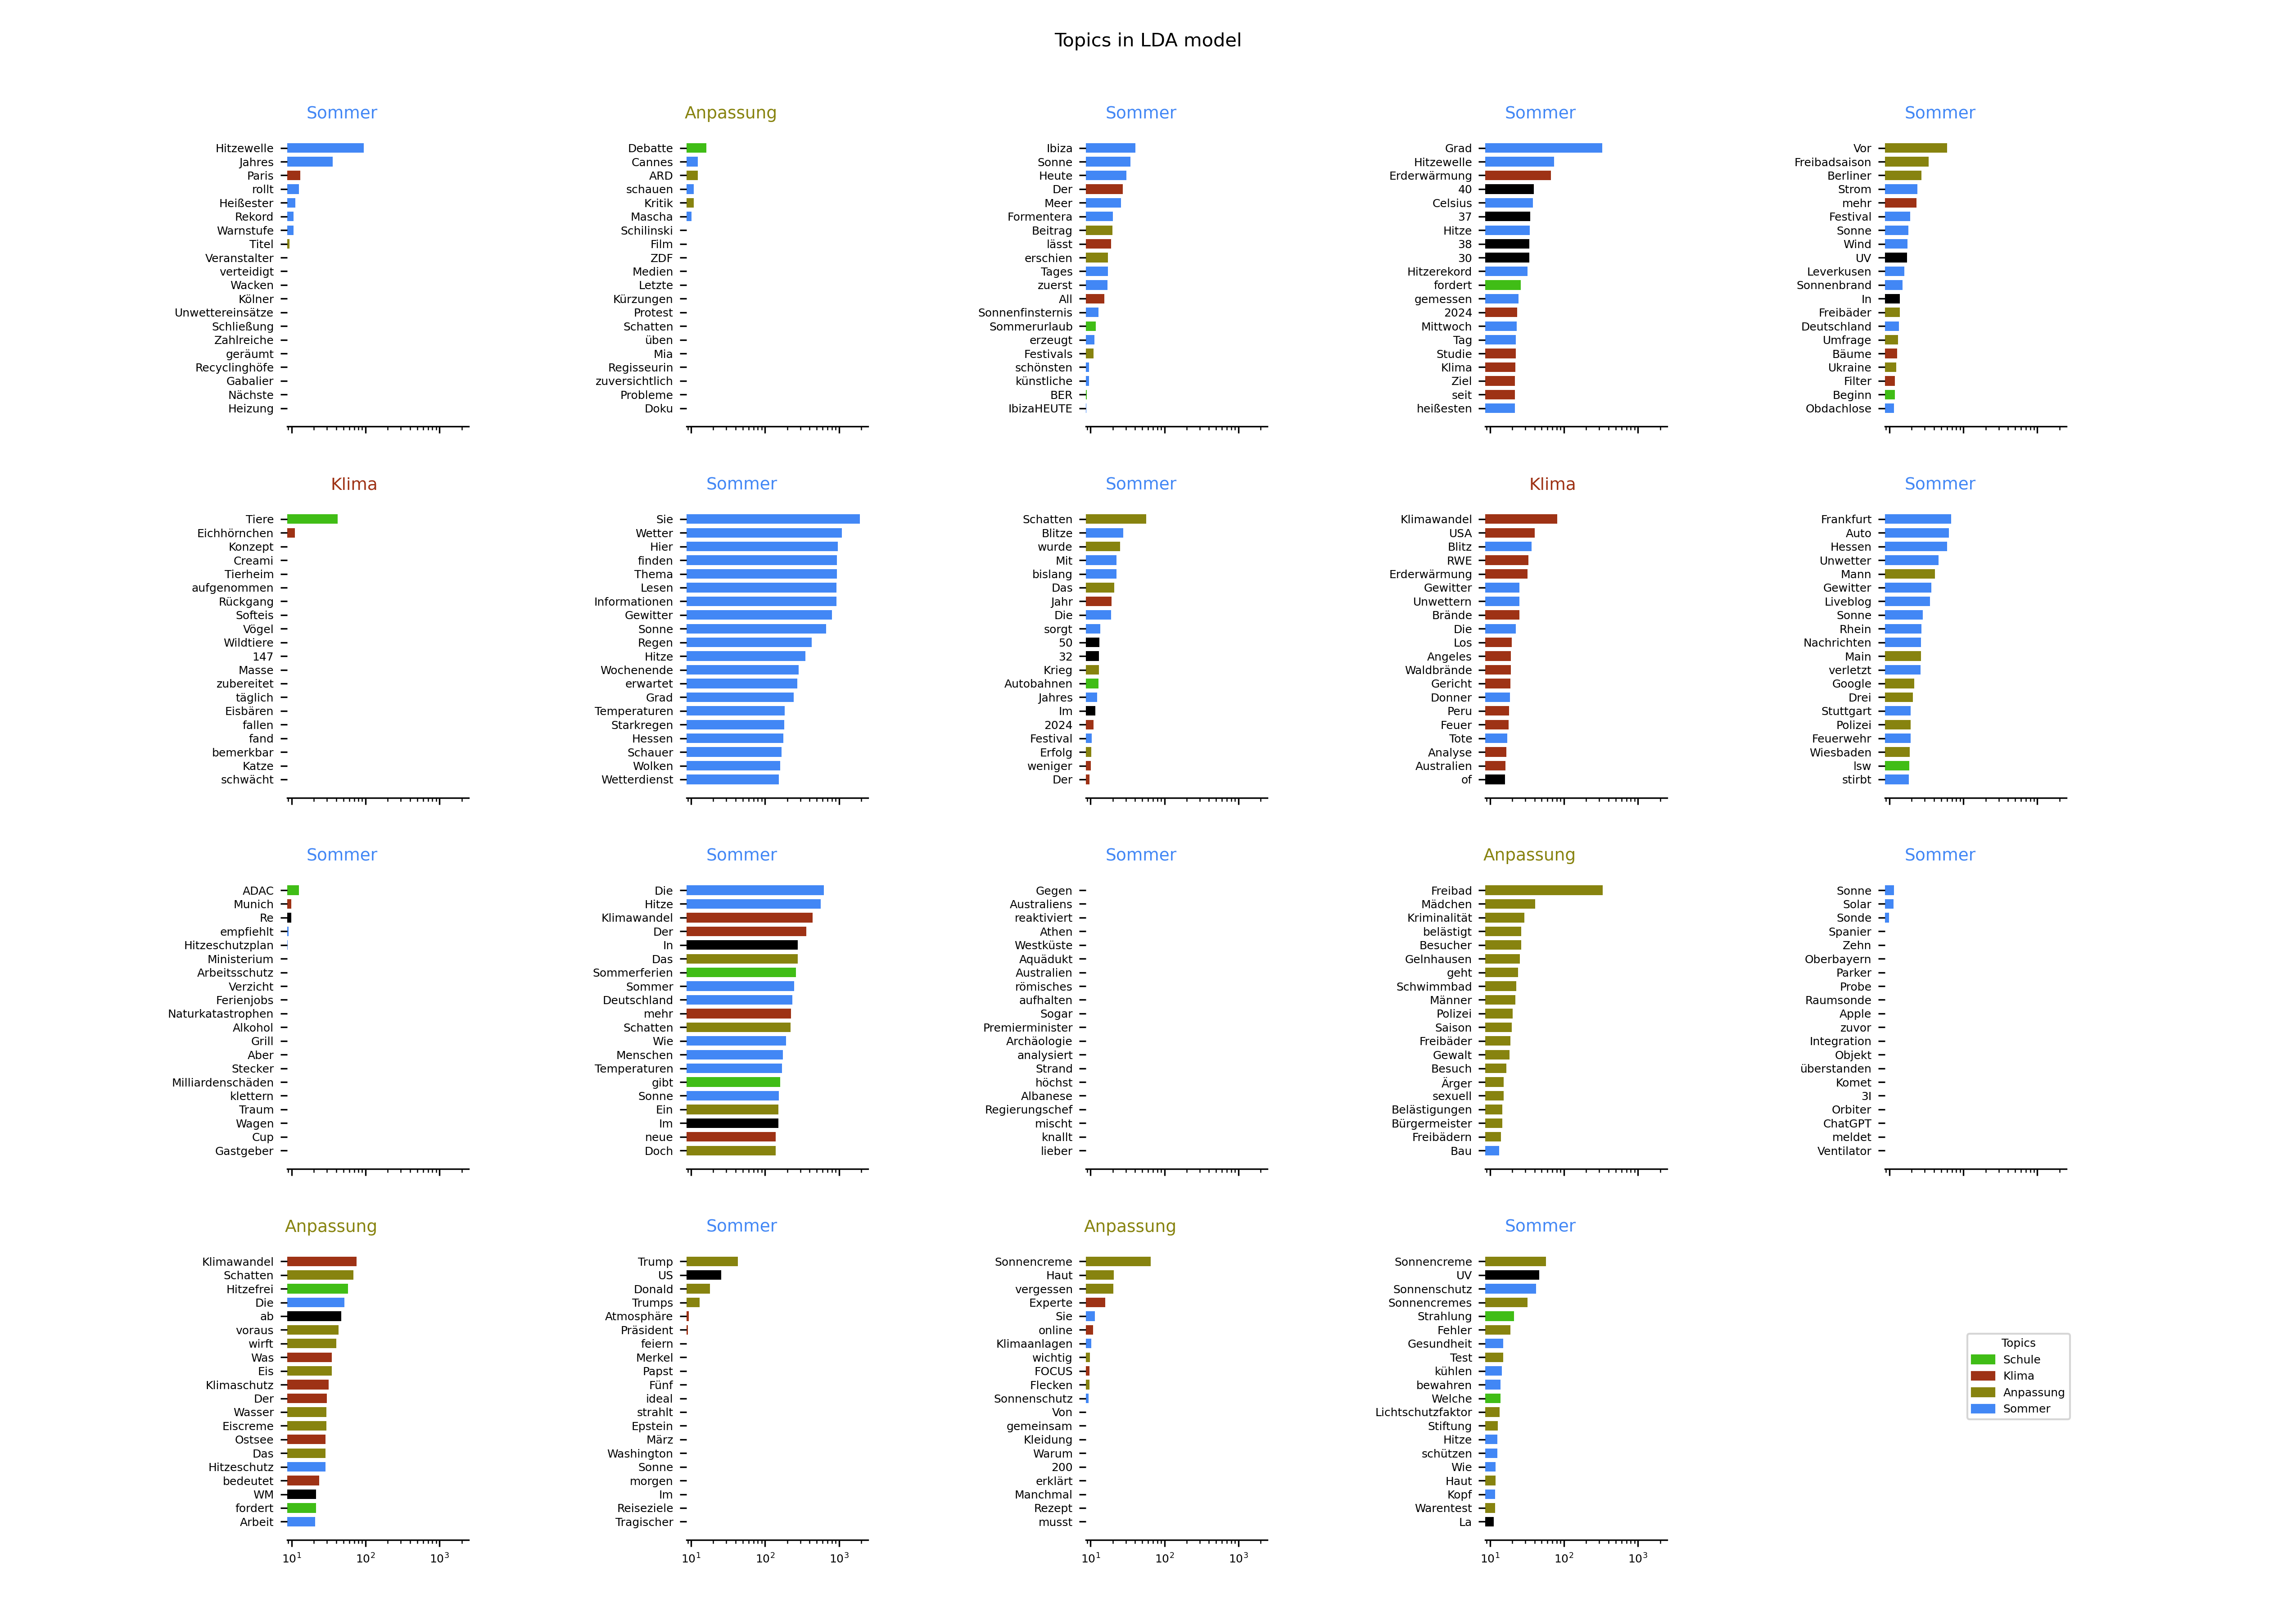 Topics in LDA model
Sommer
Hitzewelle
Jahres
Paris
rollt
Heißester
Rekord
Warnstufe
Titel
Veranstalter
verteidigt
Wacken
Kölner
Unwettereinsätze
Schließung
Zahlreiche
geräumt
Recyclinghöfe
Gabalier
Nächste
Heizung
Anpassung
Debatte
Cannes
ARD
schauen
Kritik
Mascha
Schilinski
Film
ZDF
Medien
Letzte
Kürzungen
Protest
Schatten
üben
Mia
Regisseurin
zuversichtlich
Probleme
Doku
Sommer
Ibiza
Sonne
Heute
Der
Meer
Formentera
Beitrag
lässt
erschien
Tages
zuerst
All
Sonnenfinsternis
Sommerurlaub
erzeugt
Festivals
schönsten
künstliche
BER
IbizaHEUTE
Sommer
Grad
Hitzewelle
Erderwärmung
40
Celsius
37
Hitze
38
30
Hitzerekord
fordert
gemessen
2024
Mittwoch
Tag
Studie
Klima
Ziel
seit
heißesten
Sommer
Vor
Freibadsaison
Berliner
Strom
mehr
Festival
Sonne
Wind
UV
Leverkusen
Sonnenbrand
In
Freibäder
Deutschland
Umfrage
Bäume
Ukraine
Filter
Beginn
Obdachlose
Klima
Tiere
Eichhörnchen
Konzept
Creami
Tierheim
aufgenommen
Rückgang
Softeis
Vögel
Wildtiere
147
Masse
zubereitet
täglich
Eisbären
fallen
fand
bemerkbar
Katze
schwächt
Sommer
Sie
Wetter
Hier
finden
Thema
Lesen
Informationen
Gewitter
Sonne
Regen
Hitze
Wochenende
erwartet
Grad
Temperaturen
Starkregen
Hessen
Schauer
Wolken
Wetterdienst
Sommer
Schatten
Blitze
wurde
Mit
bislang
Das
Jahr
Die
sorgt
50
32
Krieg
Autobahnen
Jahres
Im
2024
Festival
Erfolg
weniger
Der
Klima
Klimawandel
USA
Blitz
RWE
Erderwärmung
Gewitter
Unwettern
Brände
Die
Los
Angeles
Waldbrände
Gericht
Donner
Peru
Feuer
Tote
Analyse
Australien
of
Sommer
Frankfurt
Auto
Hessen
Unwetter
Mann
Gewitter
Liveblog
Sonne
Rhein
Nachrichten
Main
verletzt
Google
Drei
Stuttgart
Polizei
Feuerwehr
Wiesbaden
lsw
stirbt
Sommer
ADAC
Munich
Re
empfiehlt
Hitzeschutzplan
Ministerium
Arbeitsschutz
Verzicht
Ferienjobs
Naturkatastrophen
Alkohol
Grill
Aber
Stecker
Milliardenschäden
klettern
Traum
Wagen
Cup
Gastgeber
Sommer
Die
Hitze
Klimawandel
Der
In
Das
Sommerferien
Sommer
Deutschland
mehr
Schatten
Wie
Menschen
Temperaturen
gibt
Sonne
Ein
Im
neue
Doch
Sommer
Gegen
Australiens
reaktiviert
Athen
Westküste
Aquädukt
Australien
römisches
aufhalten
Sogar
Premierminister
Archäologie
analysiert
Strand
höchst
Albanese
Regierungschef
mischt
knallt
lieber
Anpassung
Freibad
Mädchen
Kriminalität
belästigt
Besucher
Gelnhausen
geht
Schwimmbad
Männer
Polizei
Saison
Freibäder
Gewalt
Besuch
Ärger
sexuell
Belästigungen
Bürgermeister
Freibädern
Bau
Sommer
Sonne
Solar
Sonde
Spanier
Zehn
Oberbayern
Parker
Probe
Raumsonde
Apple
zuvor
Integration
Objekt
überstanden
Komet
3I
Orbiter
ChatGPT
meldet
Ventilator
Anpassung
Klimawandel
Schatten
Hitzefrei
Die
ab
voraus
wirft
Was
Eis
Klimaschutz
Der
Wasser
Eiscreme
Ostsee
Das
Hitzeschutz
bedeutet
WM
fordert
Arbeit
10¹ 10² 10³
Sommer
Trump
US
Donald
Trumps
Atmosphäre
Präsident
feiern
Merkel
Papst
Fünf
ideal
strahlt
Epstein
März
Washington
Sonne
morgen
Im
Reiseziele
Tragischer
10¹ 10² 10³
Anpassung
Sonnencreme
Haut
vergessen
Experte
Sie
online
Klimaanlagen
wichtig
FOCUS
Flecken
Sonnenschutz
Von
gemeinsam
Kleidung
Warum
200
erklärt
Manchmal
Rezept
musst
10¹ 10² 10³
Sommer
Sonnencreme
UV
Sonnenschutz
Sonnencremes
Strahlung
Fehler
Gesundheit
Test
kühlen
bewahren
Welche
Lichtschutzfaktor
Stiftung
Hitze
schützen
Wie
Haut
Kopf
Warentest
La
10¹ 10² 10³
Topics
Schule
Klima
Anpassung
Sommer